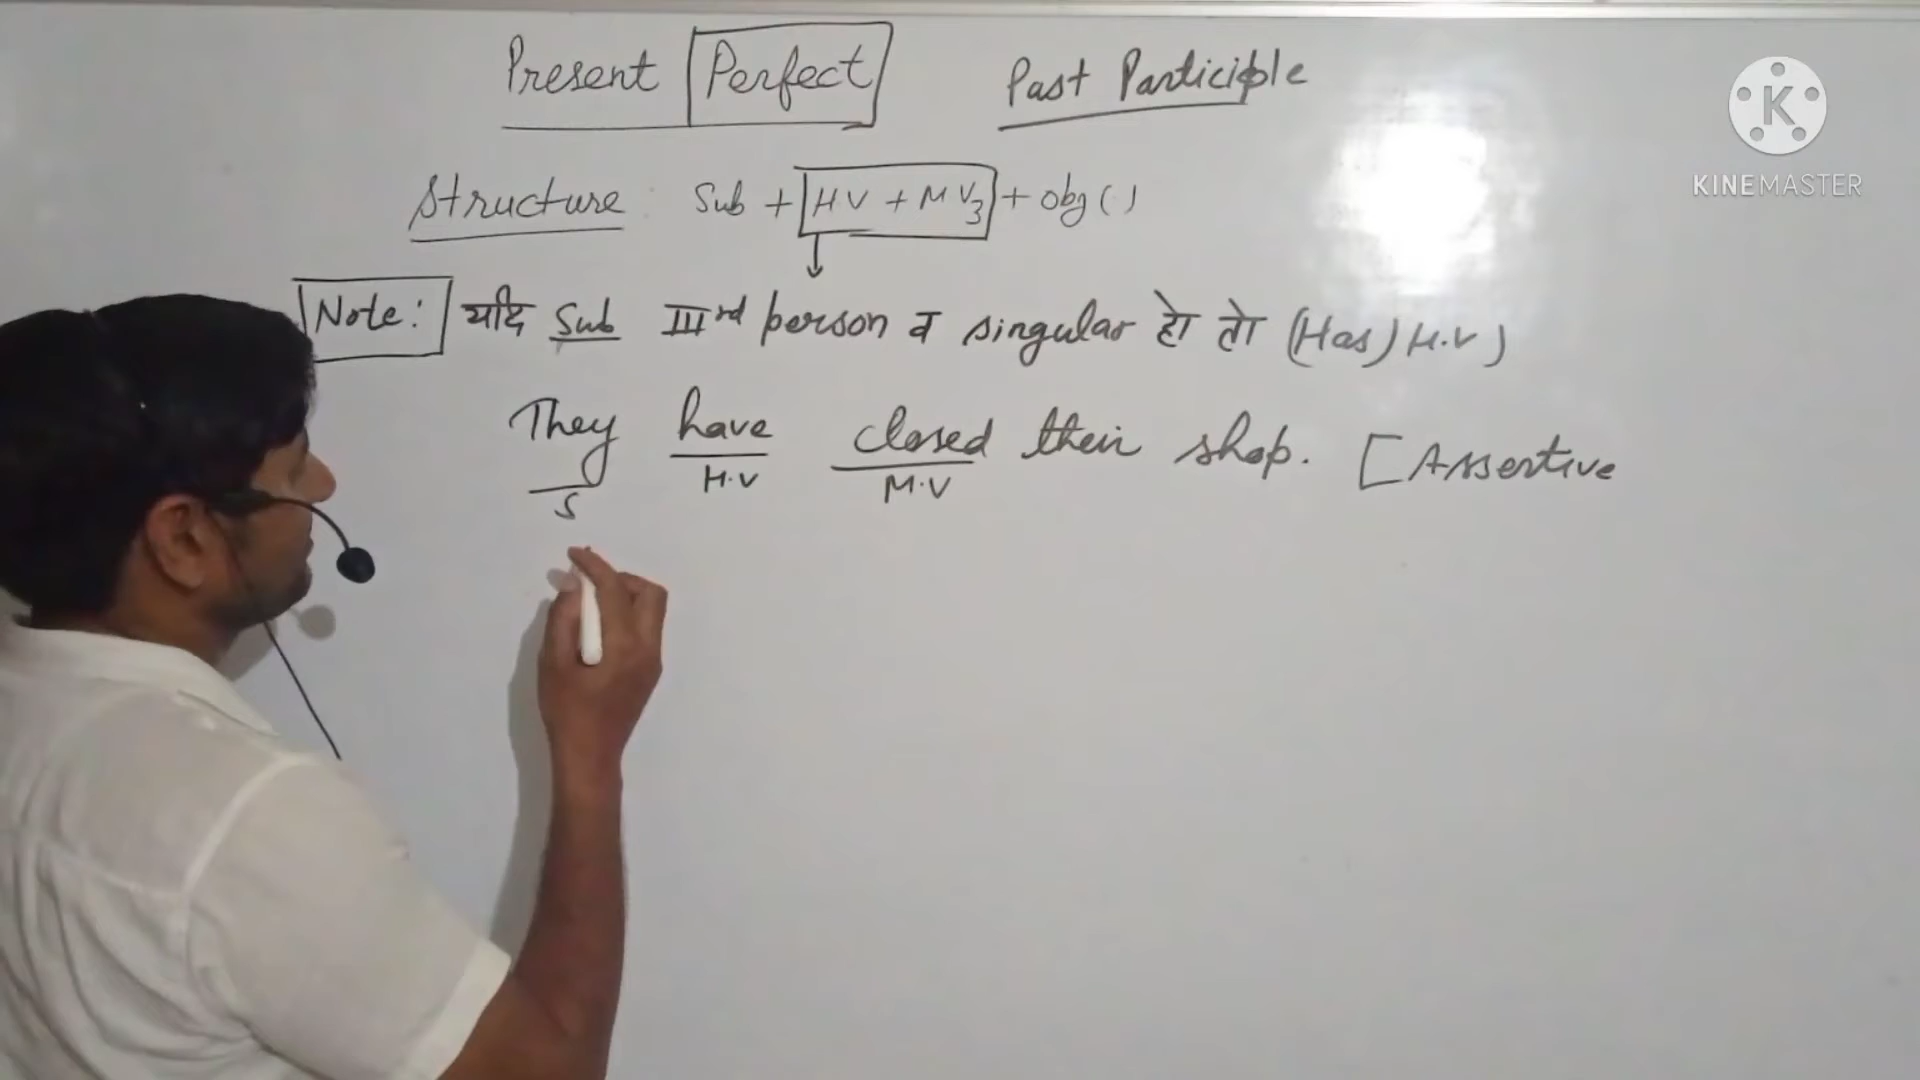 Present Perfect Past Participle
KINEMASTER
Structure : Sub + HV + MV3 + obj ( )
Note: यदि Sub IIIrd person व singular हो तो (Has) H.V)
They have closed their shop. [Assertive
S H.V M.V